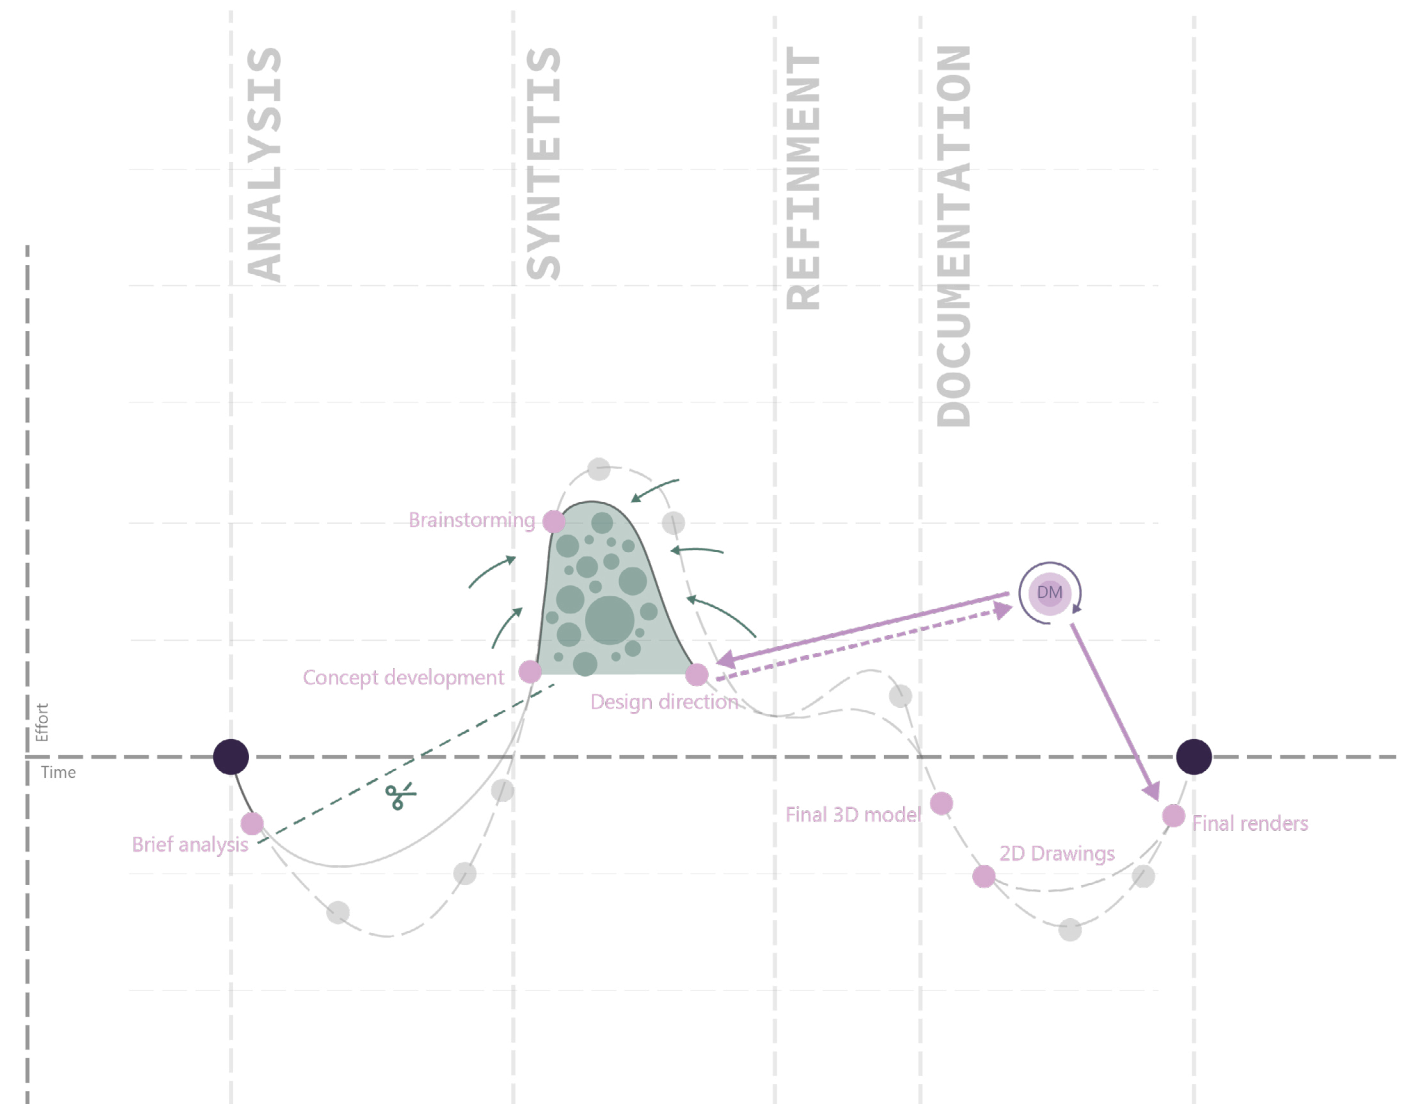 ANALYSIS
SYNTETIS
REFINMENT
DOCUMENTATION
Brainstorming
DM
Concept development
Design direction
Effort
Time
Final 3D model
Final renders
Brief analysis
2D Drawings